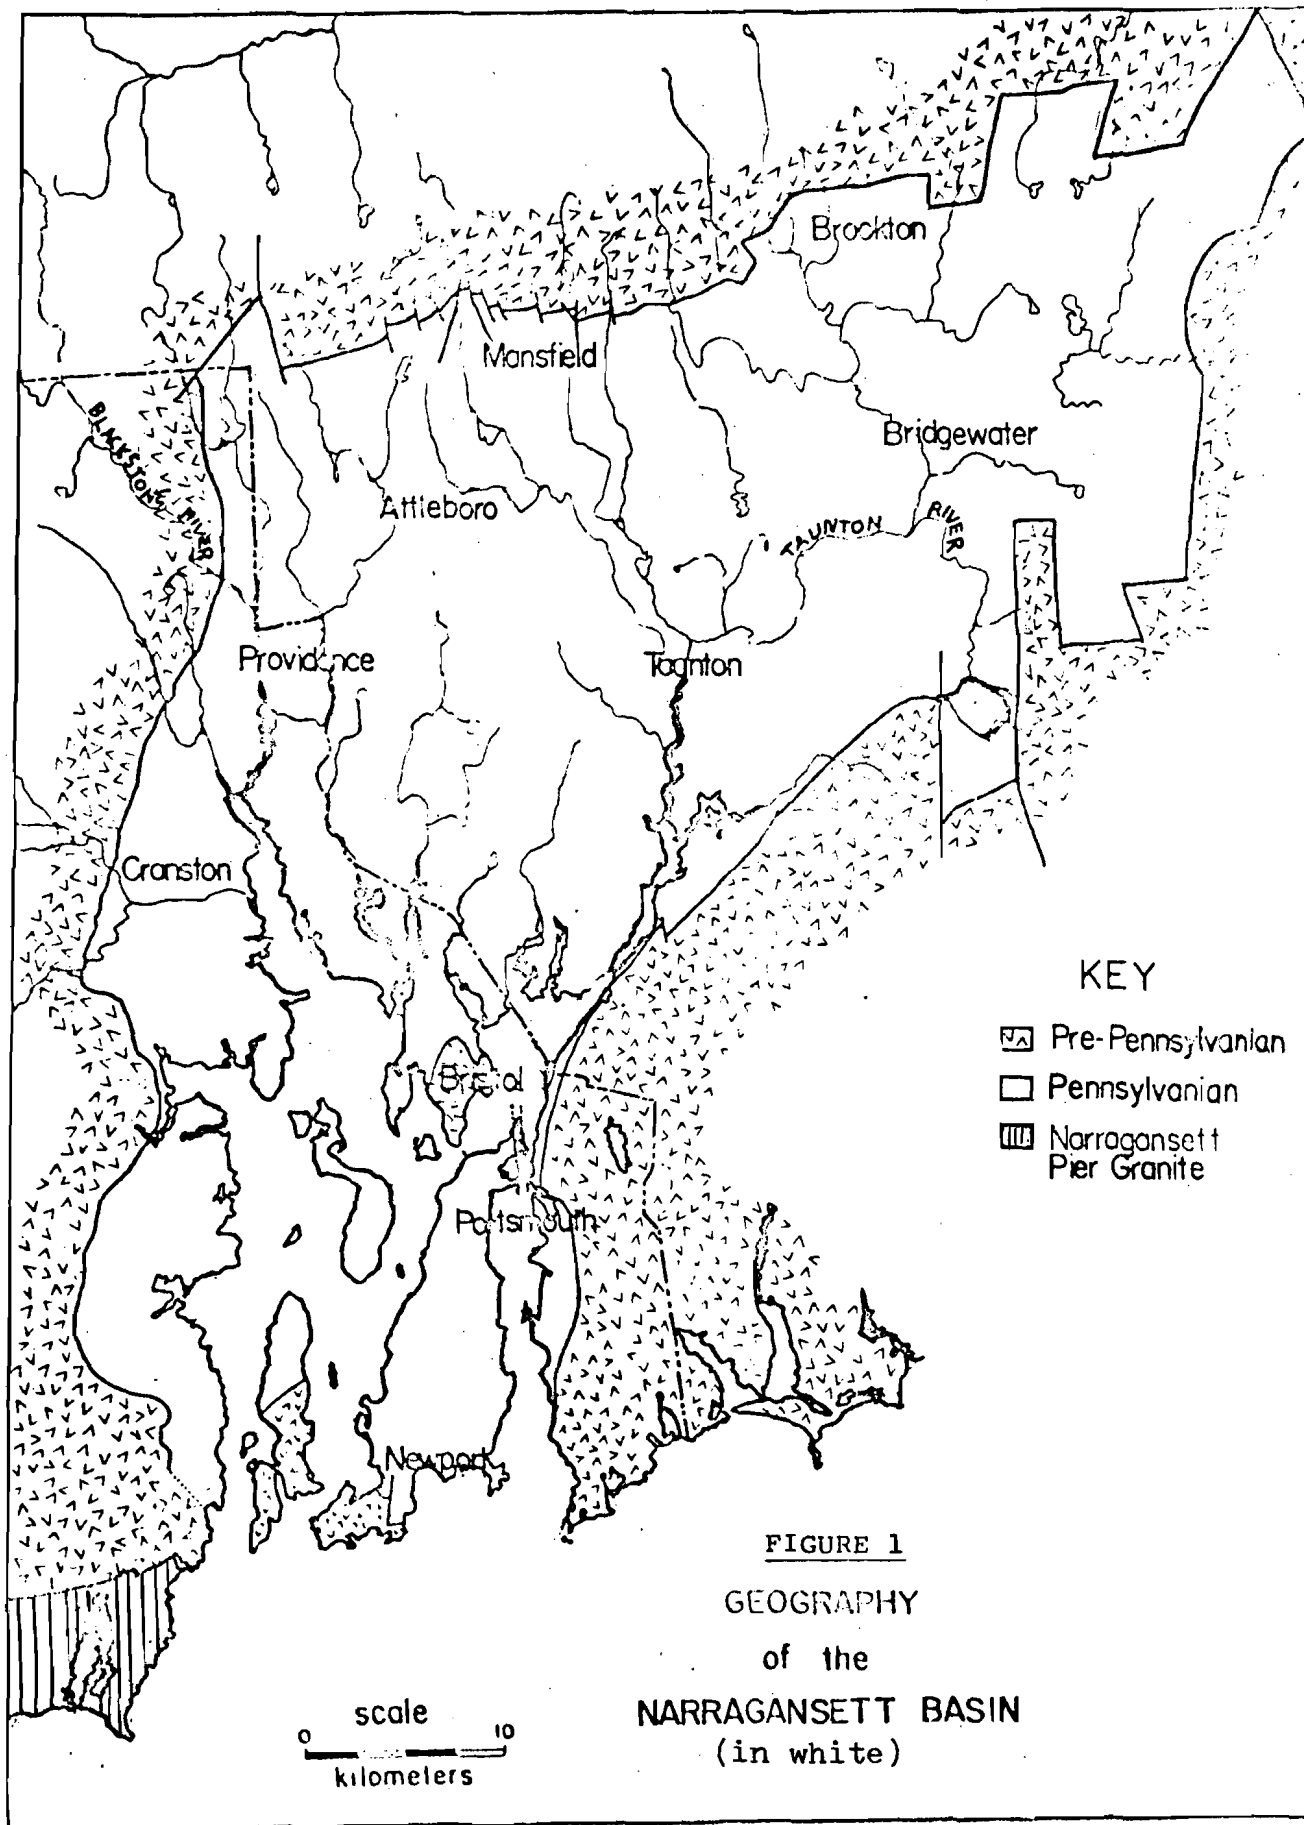 Brockton
Mansfield
BLACKSTONE RIVER
Bridgewater
Attleboro
TAUNTON RIVER
Providence
Taunton
Cranston
KEY
Pre-Pennsylvanian
Pennsylvanian
Narragansett
Pier Granite
Bristol
Portsmouth
Newport
FIGURE 1
GEOGRAPHY
of the
NARRAGANSETT BASIN
(in white)
scale
0 10
kilometers